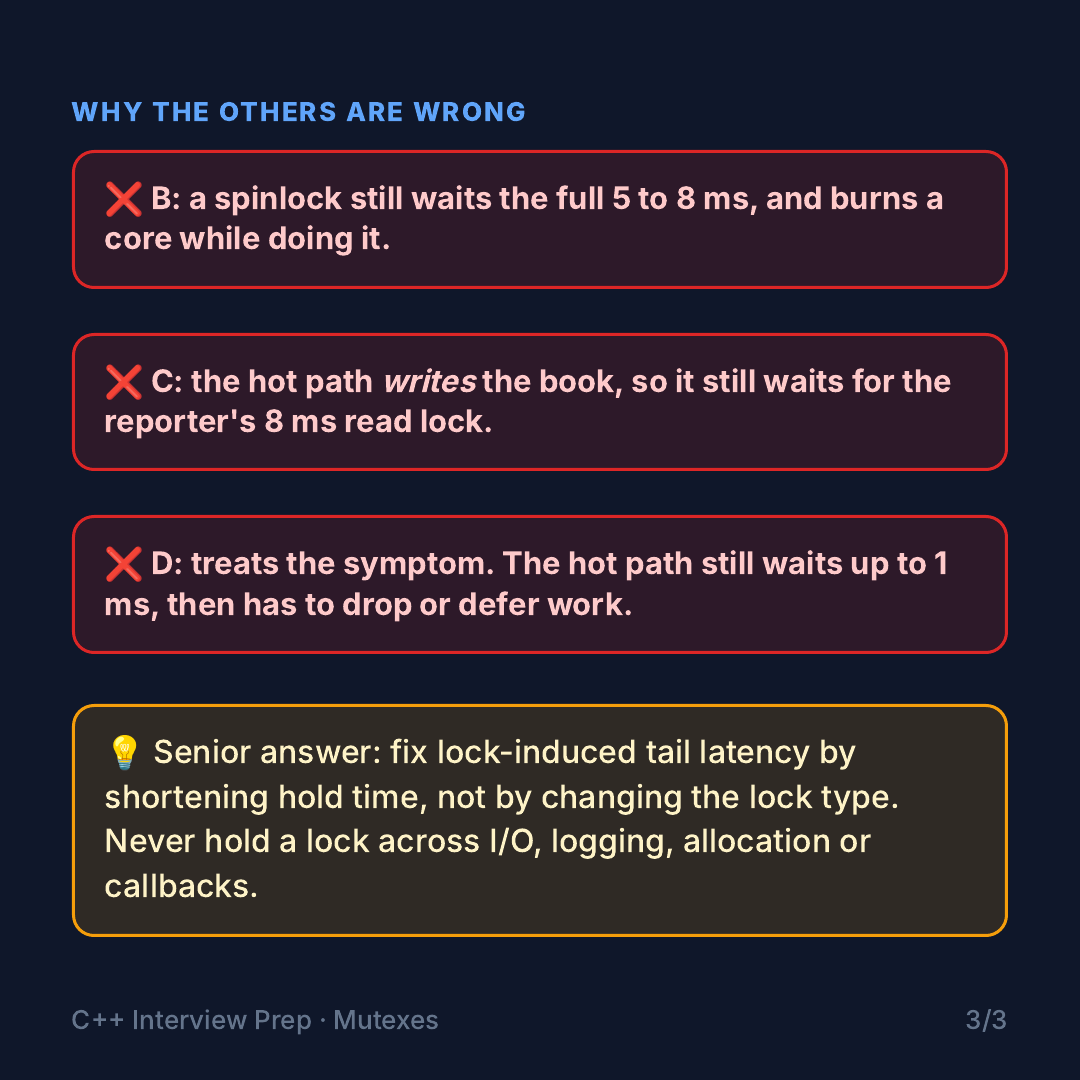 WHY THE OTHERS ARE WRONG
❌ B: a spinlock still waits the full 5 to 8 ms, and burns a
core while doing it.
❌ C: the hot path writes the book, so it still waits for the
reporter's 8 ms read lock.
❌ D: treats the symptom. The hot path still waits up to 1
ms, then has to drop or defer work.
💡 Senior answer: fix lock-induced tail latency by
shortening hold time, not by changing the lock type.
Never hold a lock across I/O, logging, allocation or
callbacks.
C++ Interview Prep · Mutexes
3/3